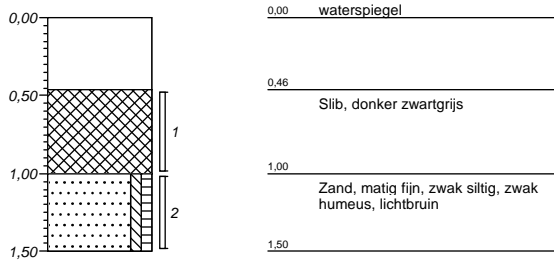 0,00
0,50
1,00
1,50
1
2
0,00 waterspiegel
0,46
Slib, donker zwartgrijs
1,00
Zand, matig fijn, zwak siltig, zwak
humeus, lichtbruin
1,50